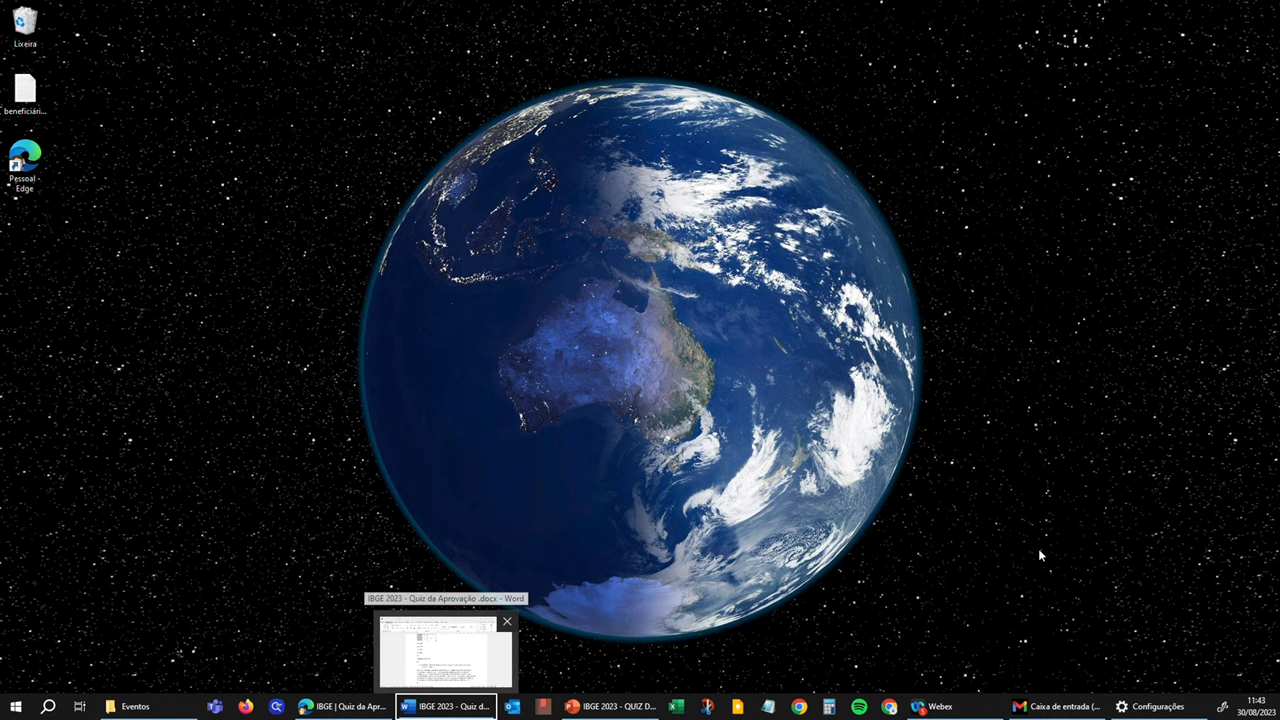 Lixeira
beneficiári...
Pessoal -
Edge
IBGE 2023 - Quiz da Aprovação .docx - Word
Eventos
IBGE | Quiz da Apr...
IBGE 2023 - Quiz d...
IBGE 2023 - QUIZ D...
Webex
Caixa de entrada (...
Configurações
11:43
30/08/2023